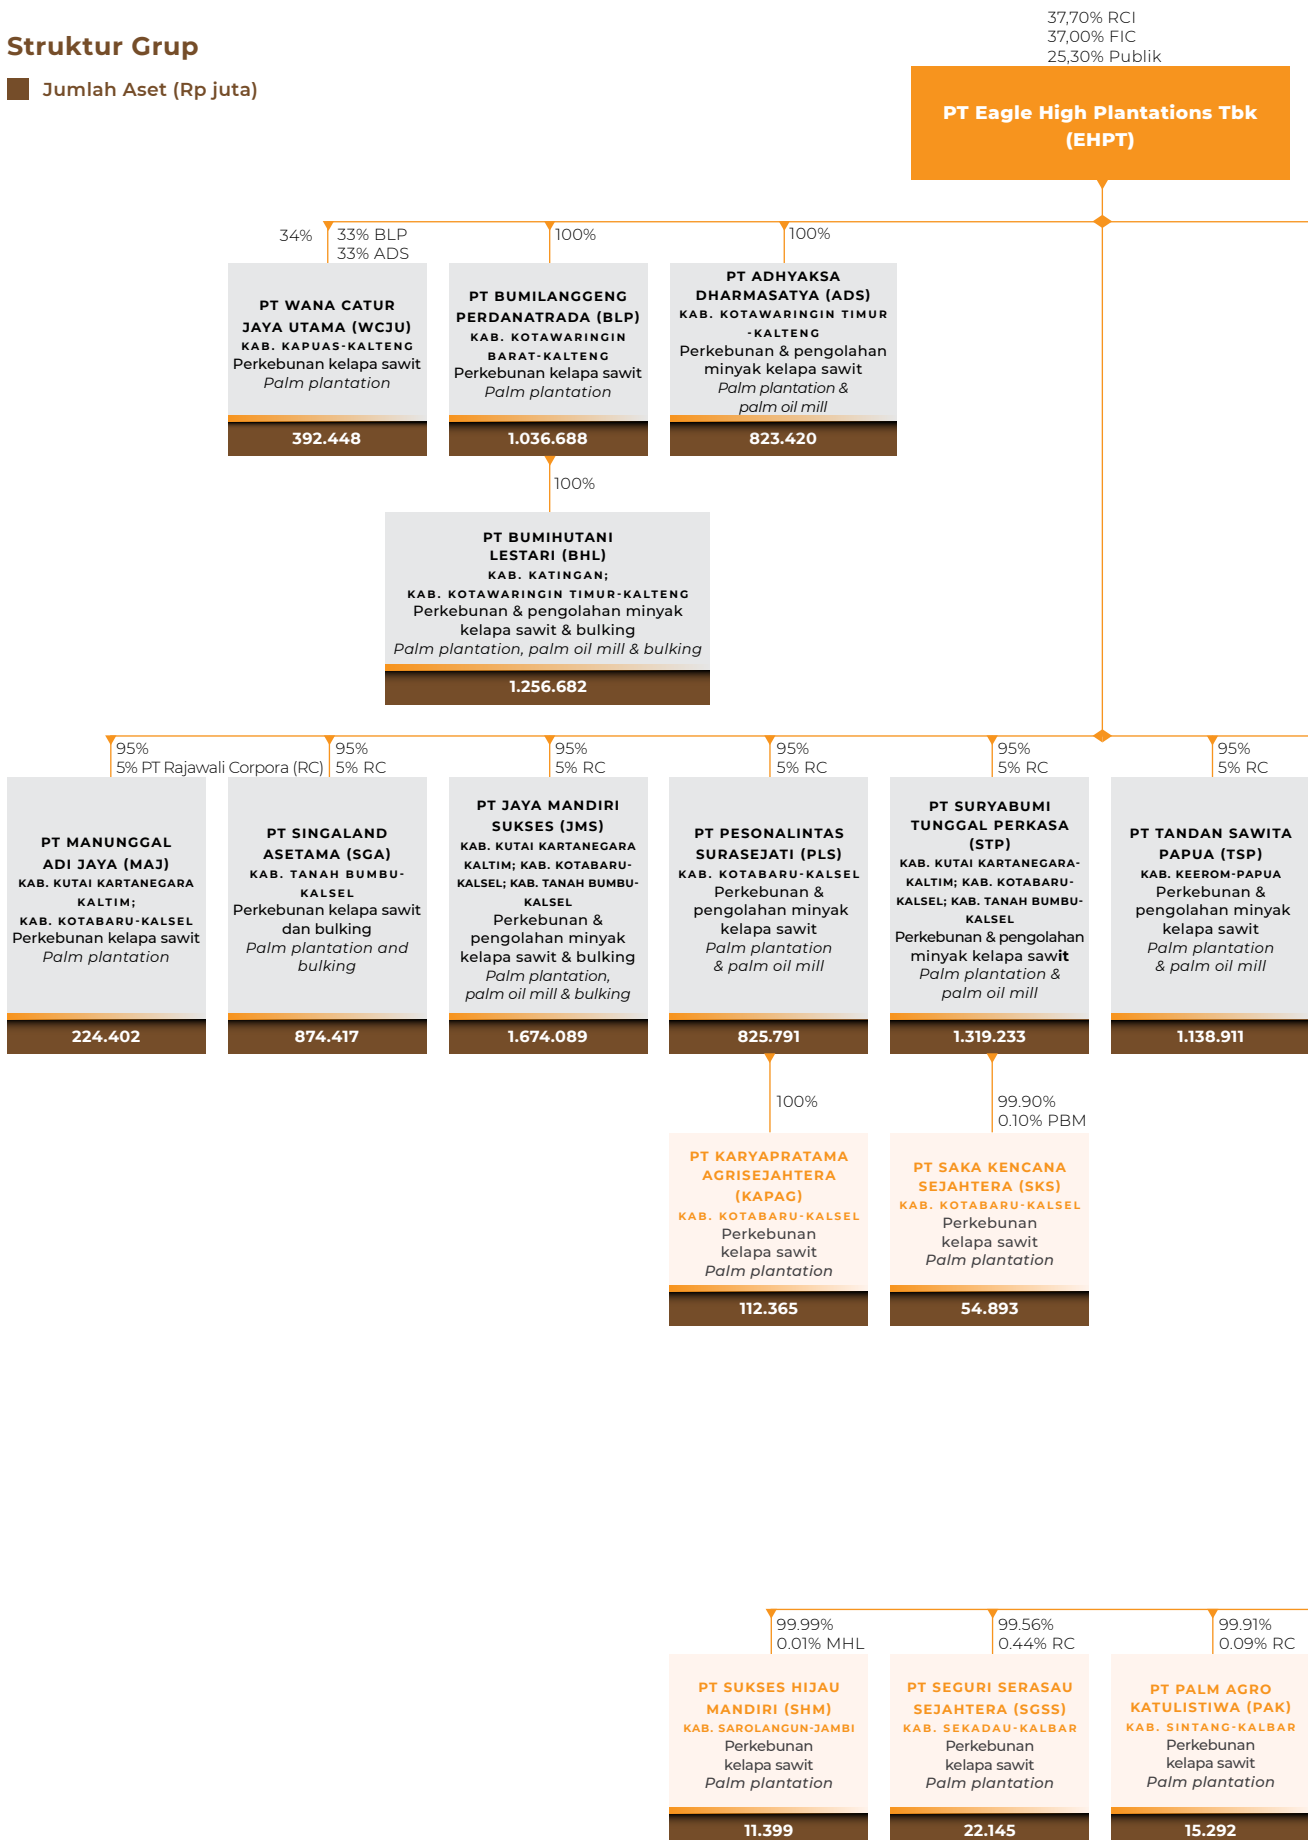 Struktur Grup
Jumlah Aset (Rp juta)
37,70% RCI
37,00% FIC
25,30% Publik
PT Eagle High Plantations Tbk
(EHPT)
34%
33% BLP
33% ADS
100%
100%
PT WANA CATUR
JAYA UTAMA (WCJU)
KAB. KAPUAS-KALTENG
Perkebunan kelapa sawit
Palm plantation
392.448
PT BUMILANGGENG
PERDANATRADA (BLP)
KAB. KOTAWARINGIN
BARAT-KALTENG
Perkebunan kelapa sawit
Palm plantation
1.036.688
PT ADHYAKSA
DHARMASATYA (ADS)
KAB. KOTAWARINGIN TIMUR
-KALTENG
Perkebunan & pengolahan
minyak kelapa sawit
Palm plantation &
palm oil mill
823.420
100%
PT BUMIHUTANI
LESTARI (BHL)
KAB. KATINGAN;
KAB. KOTAWARINGIN TIMUR-KALTENG
Perkebunan & pengolahan minyak
kelapa sawit & bulking
Palm plantation, palm oil mill & bulking
1.256.682
95%
5% PT Rajawali Corpora (RC)
PT MANUNGGAL
ADI JAYA (MAJ)
KAB. KUTAI KARTANEGARA
KALTIM;
KAB. KOTABARU-KALSEL
Perkebunan kelapa sawit
Palm plantation
224.402
95%
5% RC
PT SINGALAND
ASETAMA (SGA)
KAB. TANAH BUMBU-
KALSEL
Perkebunan kelapa sawit
dan bulking
Palm plantation and
bulking
874.417
95%
5% RC
PT JAYA MANDIRI
SUKSES (JMS)
KAB. KUTAI KARTANEGARA
KALTIM; KAB. KOTABARU-
KALSEL; KAB. TANAH BUMBU-
KALSEL
Perkebunan &
pengolahan minyak
kelapa sawit & bulking
Palm plantation,
palm oil mill & bulking
1.674.089
95%
5% RC
PT PESONALINTAS
SURASEJATI (PLS)
KAB. KOTABARU-KALSEL
Perkebunan &
pengolahan minyak
kelapa sawit
Palm plantation
& palm oil mill
825.791
95%
5% RC
PT SURYABUMI
TUNGGAL PERKASA
(STP)
KAB. KUTAI KARTANEGARA-
KALTIM; KAB. KOTABARU-
KALSEL; KAB. TANAH BUMBU-
KALSEL
Perkebunan & pengolahan
minyak kelapa sawit
Palm plantation &
palm oil mill
1.319.233
95%
5% RC
PT TANDAN SAWITA
PAPUA (TSP)
KAB. KEEROM-PAPUA
Perkebunan &
pengolahan minyak
kelapa sawit
Palm plantation
& palm oil mill
1.138.911
100%
PT KARYAPRATAMA
AGRISEJAHTERA
(KAPAG)
KAB. KOTABARU-KALSEL
Perkebunan
kelapa sawit
Palm plantation
112.365
99.90%
0.10% PBM
PT SAKA KENCANA
SEJAHTERA (SKS)
KAB. KOTABARU-KALSEL
Perkebunan
kelapa sawit
Palm plantation
54.893
99.99%
0.01% MHL
PT SUKSES HIJAU
MANDIRI (SHM)
KAB. SAROLANGUN-JAMBI
Perkebunan
kelapa sawit
Palm plantation
11.399
99.56%
0.44% RC
PT SEGURI SERASAU
SEJAHTERA (SGSS)
KAB. SEKADAU-KALBAR
Perkebunan
kelapa sawit
Palm plantation
22.145
99.91%
0.09% RC
PT PALM AGRO
KATULISTIWA (PAK)
KAB. SINTANG-KALBAR
Perkebunan
kelapa sawit
Palm plantation
15.292